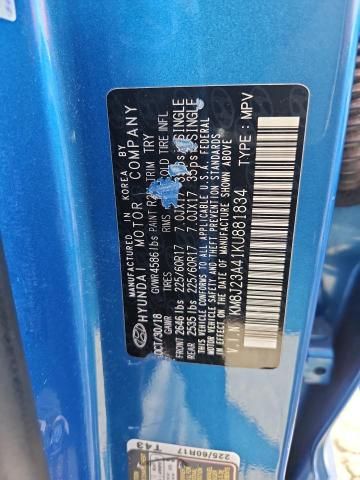 MANUFACTURED IN KOREA BY
HYUNDAI MOTOR COMPANY
OCT/30/18 GVWR 4586 lbs PAINT TRIM TRY
GAWR TIRES RIMS COLD TIRE INFL
FRONT 2646 lbs 225/60R17 7.0JX17 SINGLE
REAR 2535 lbs 225/60R17 7.0JX17 35psi SINGLE
THIS VEHICLE CONFORMS TO ALL APPLICABLE U.S.A. FEDERAL
MOTOR VEHICLE SAFETY, BUMPER, AND THEFT PREVENTION STANDARDS
IN EFFECT ON THE DATE OF MANUFACTURE SHOWN ABOVE.
V.I.N: KM8J23A41KU881834 TYPE : MPV
225/60R17
T43